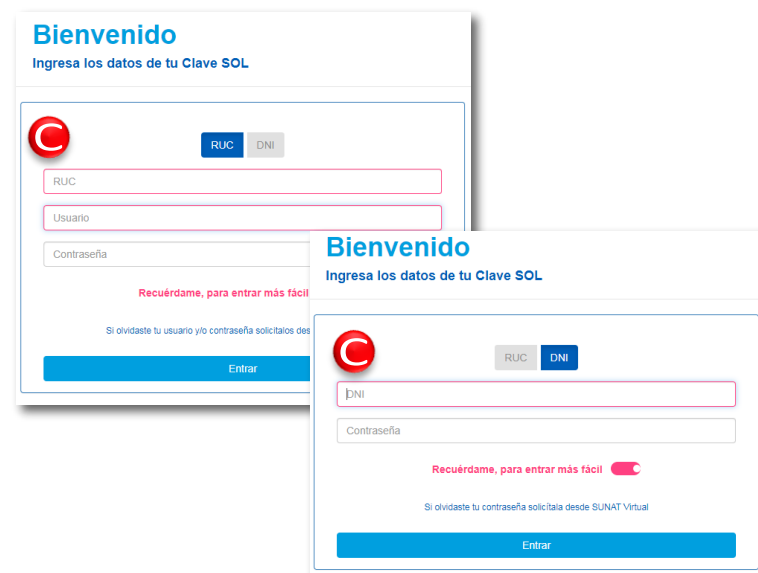 Bienvenido
Ingresa los datos de tu Clave SOL
C
RUC DNI
RUC
Usuario
Contraseña
Recuérdame, para entrar más fácil
Si olvidaste tu usuario y/o contraseña solicítalos des
Entrar
Bienvenido
Ingresa los datos de tu Clave SOL
C
RUC DNI
DNI
Contraseña
Recuérdame, para entrar más fácil
Si olvidaste tu contraseña solicítala desde SUNAT Virtual
Entrar